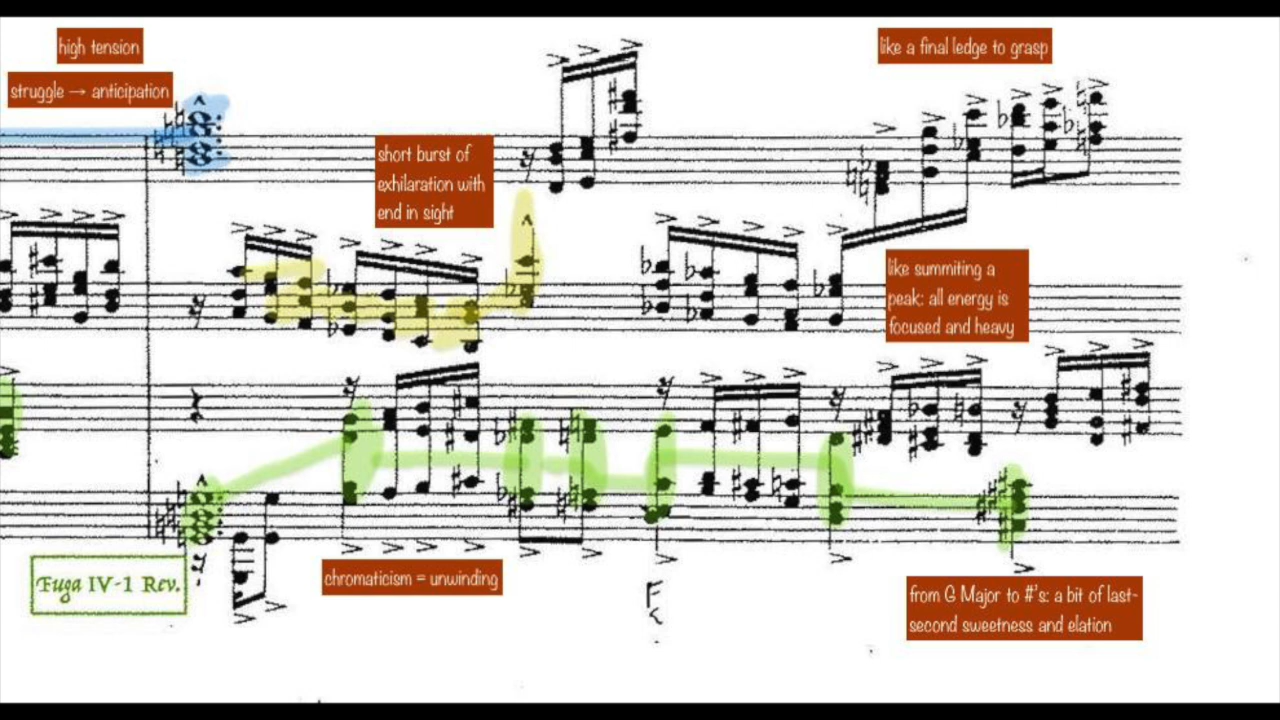 high tension
struggle → anticipation
like a final ledge to grasp
short burst of
exhilaration with
end in sight
like summiting a
peak: all energy is
focused and heavy
Fuga IV-1 Rev.
chromaticism = unwinding
F
from G Major to #'s: a bit of last-
second sweetness and elation